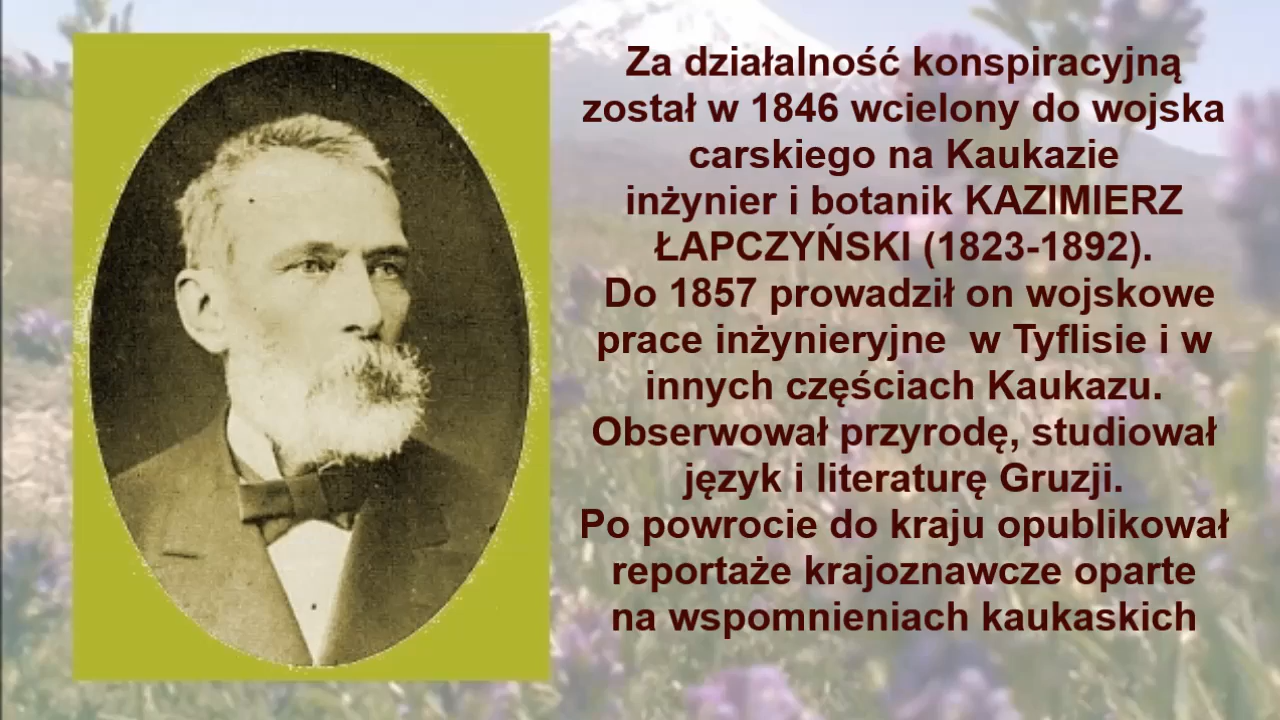 Za działalność konspiracyjną
został w 1846 wcielony do wojska
carskiego na Kaukazie
inżynier i botanik KAZIMIERZ
ŁAPCZYŃSKI (1823-1892).
Do 1857 prowadził on wojskowe
prace inżynieryjne w Tyflisie i w
innych częściach Kaukazu.
Obserwował przyrodę, studiował
język i literaturę Gruzji.
Po powrocie do kraju opublikował
reportaże krajoznawcze oparte
na wspomnieniach kaukaskich